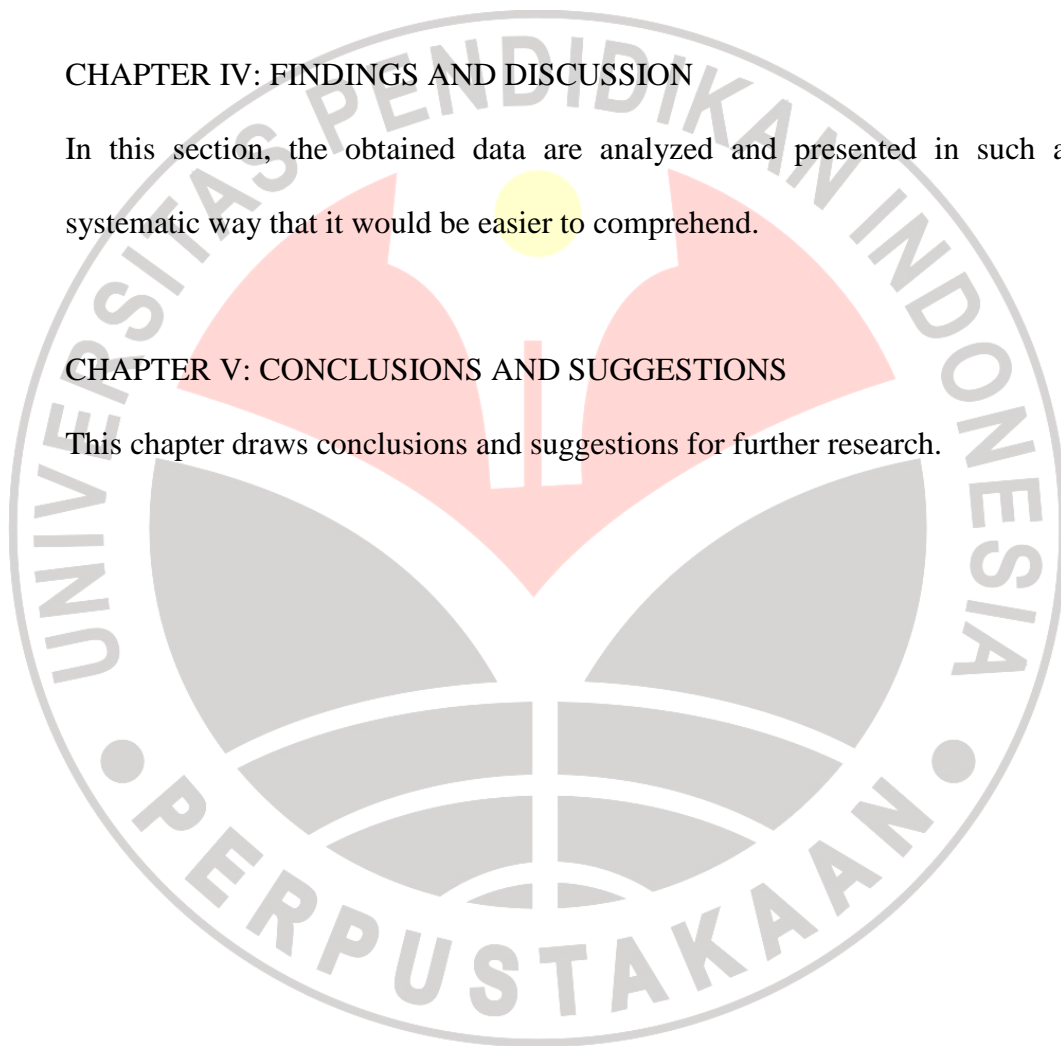 CHAPTER IV: FINDINGS AND DISCUSSION
In this section, the obtained data are analyzed and presented in such a
systematic way that it would be easier to comprehend.
CHAPTER V: CONCLUSIONS AND SUGGESTIONS
This chapter draws conclusions and suggestions for further research.
UNIVERSITAS PENDIDIKAN INDONESIA
PERPUSTAKAAN